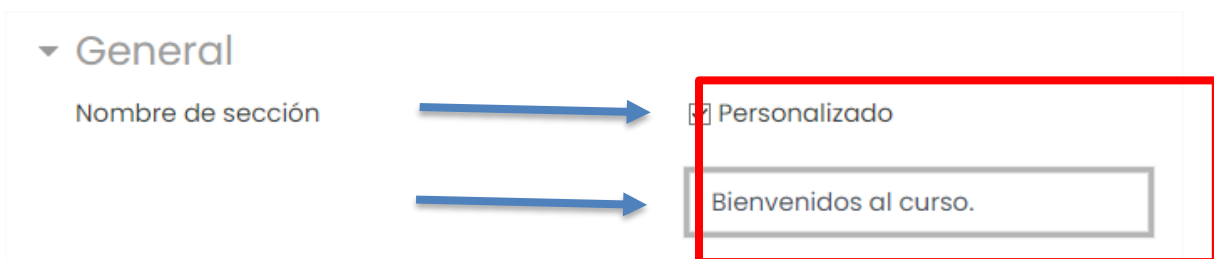 General
Nombre de sección
Personalizado
Bienvenidos al curso.